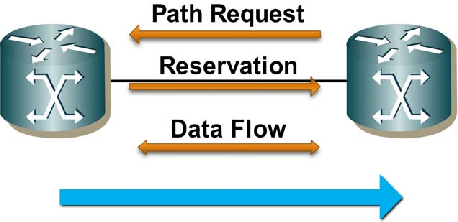 Path Request
Reservation
Data Flow